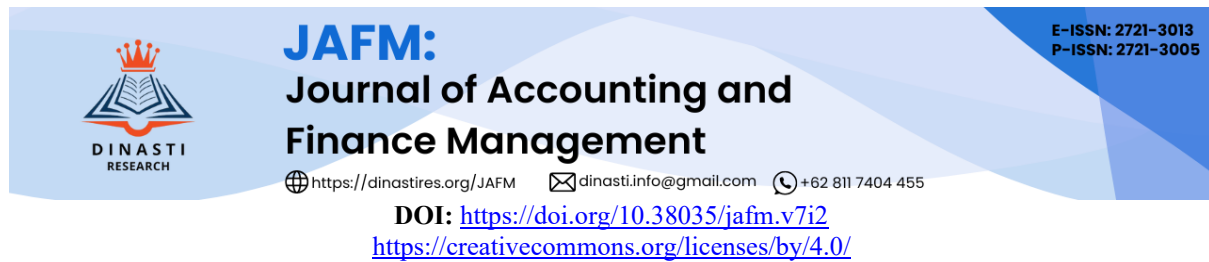 JAFM:
Journal of Accounting and
Finance Management
E-ISSN: 2721-3013
P-ISSN: 2721-3005
DINASTI
RESEARCH
https://dinastires.org/JAFM dinasti.info@gmail.com +62 811 7404 455
DOI: https://doi.org/10.38035/jafm.v7i2
https://creativecommons.org/licenses/by/4.0/